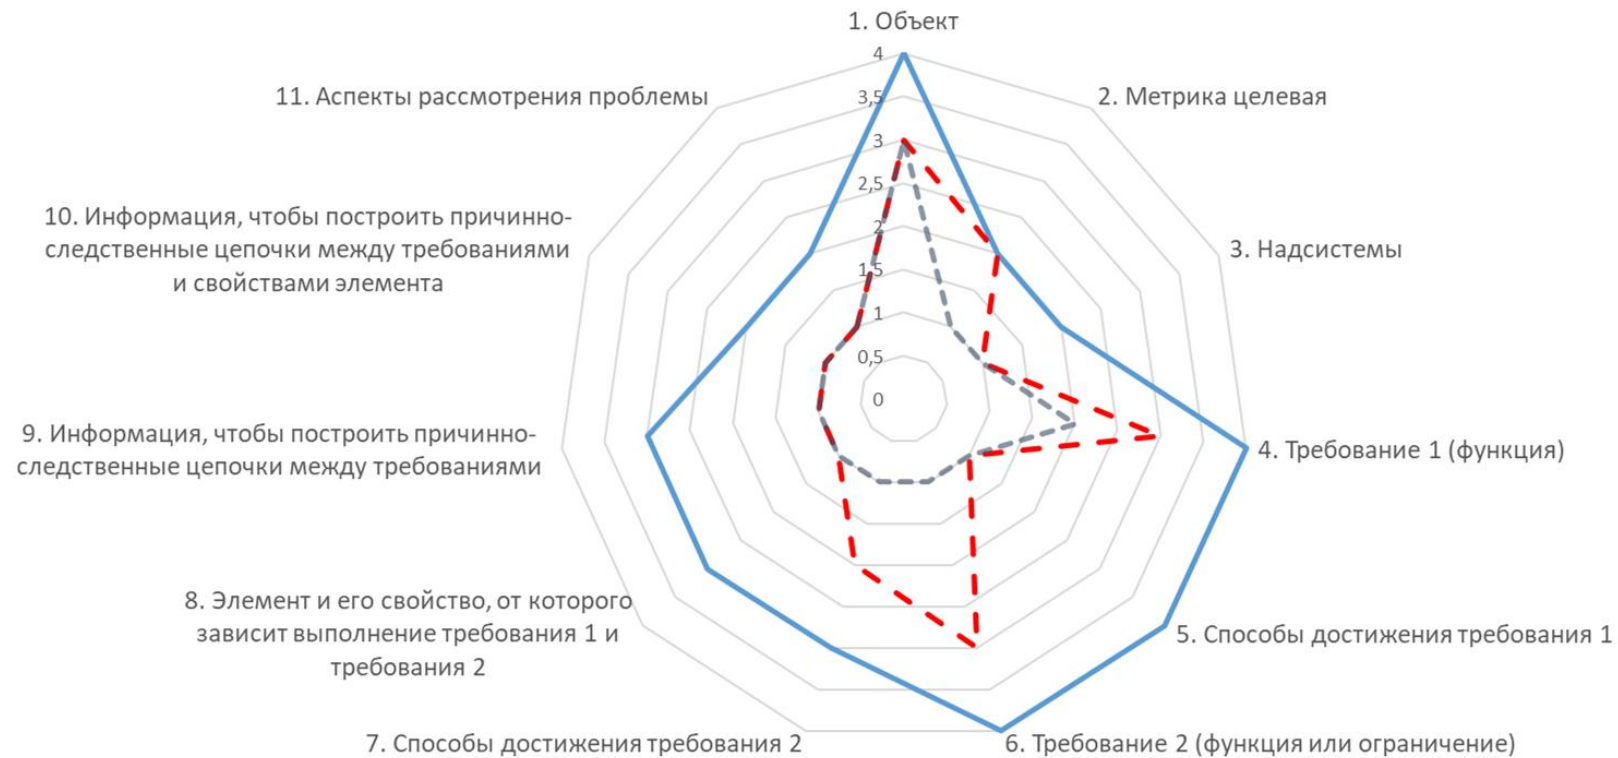 1. Объект
2. Метрика целевая
3. Надсистемы
4. Требование 1 (функция)
5. Способы достижения требования 1
6. Требование 2 (функция или ограничение)
7. Способы достижения требования 2
8. Элемент и его свойство, от которого
зависит выполнение требования 1 и
требования 2
9. Информация, чтобы построить причинно-
следственные цепочки между требованиями
10. Информация, чтобы построить причинно-
следственные цепочки между требованиями
и свойствами элемента
11. Аспекты рассмотрения проблемы
4
3,5
3
2,5
2
1,5
1
0,5
0